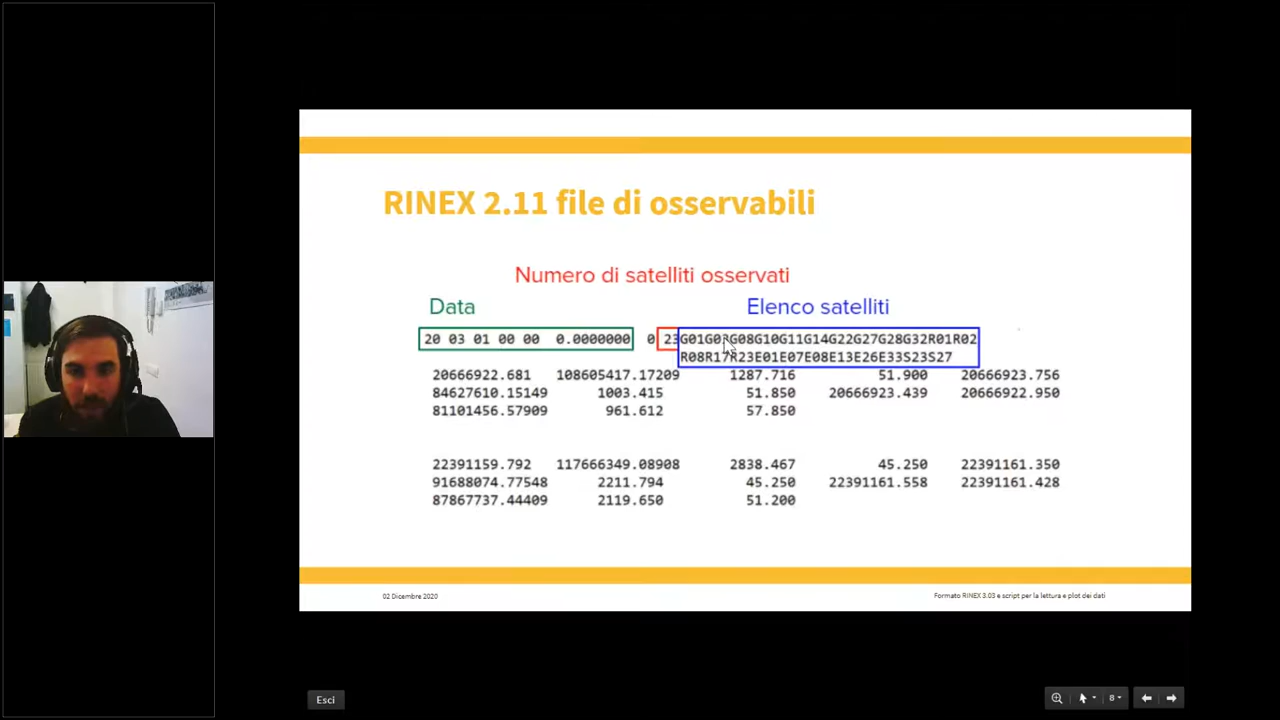 RINEX 2.11 file di osservabili
Numero di satelliti osservati
Data Elenco satelliti
20 03 01 00 00 0.0000000 0 23G01G03G08G10G11G14G22G27G28G32R01R02
R08R17R23E01E07E08E13E26E33S23S27
20666922.681 108605417.17209 1287.716 51.900 20666923.756
84627610.15149 1003.415 51.850 20666923.439 20666922.950
81101456.57909 961.612 57.850
22391159.792 117666349.08908 2838.467 45.250 22391161.350
91688074.77548 2211.794 45.250 22391161.558 22391161.428
87867737.44409 2119.650 51.200
02 Dicembre 2020 Formato RINEX 3.03 e script per la lettura e plot dei dati
Esci 8